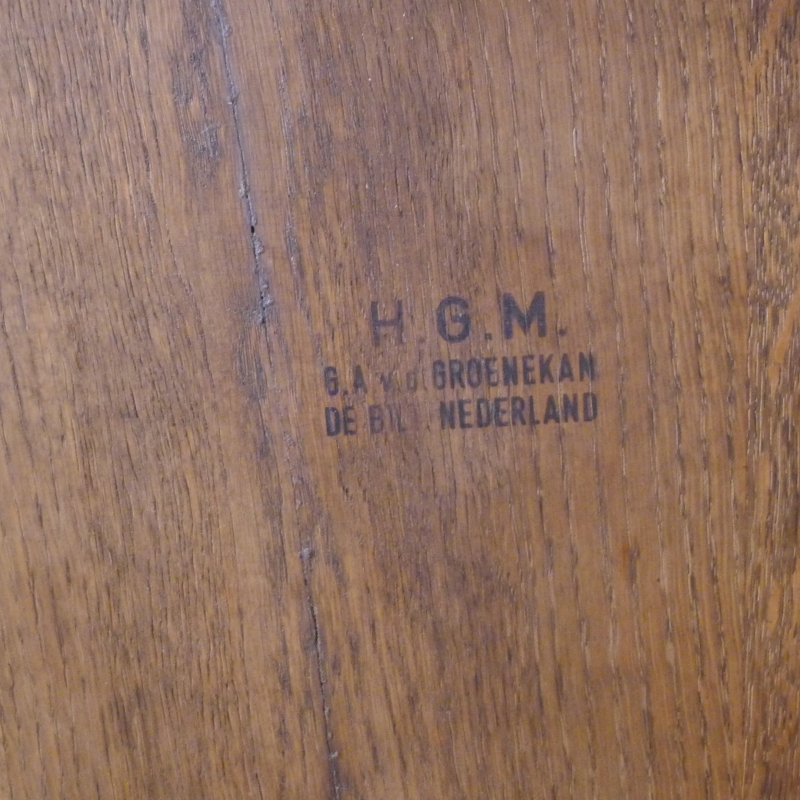 H.G.M.
G.A v.d. GROENEKAN
DE BILT NEDERLAND